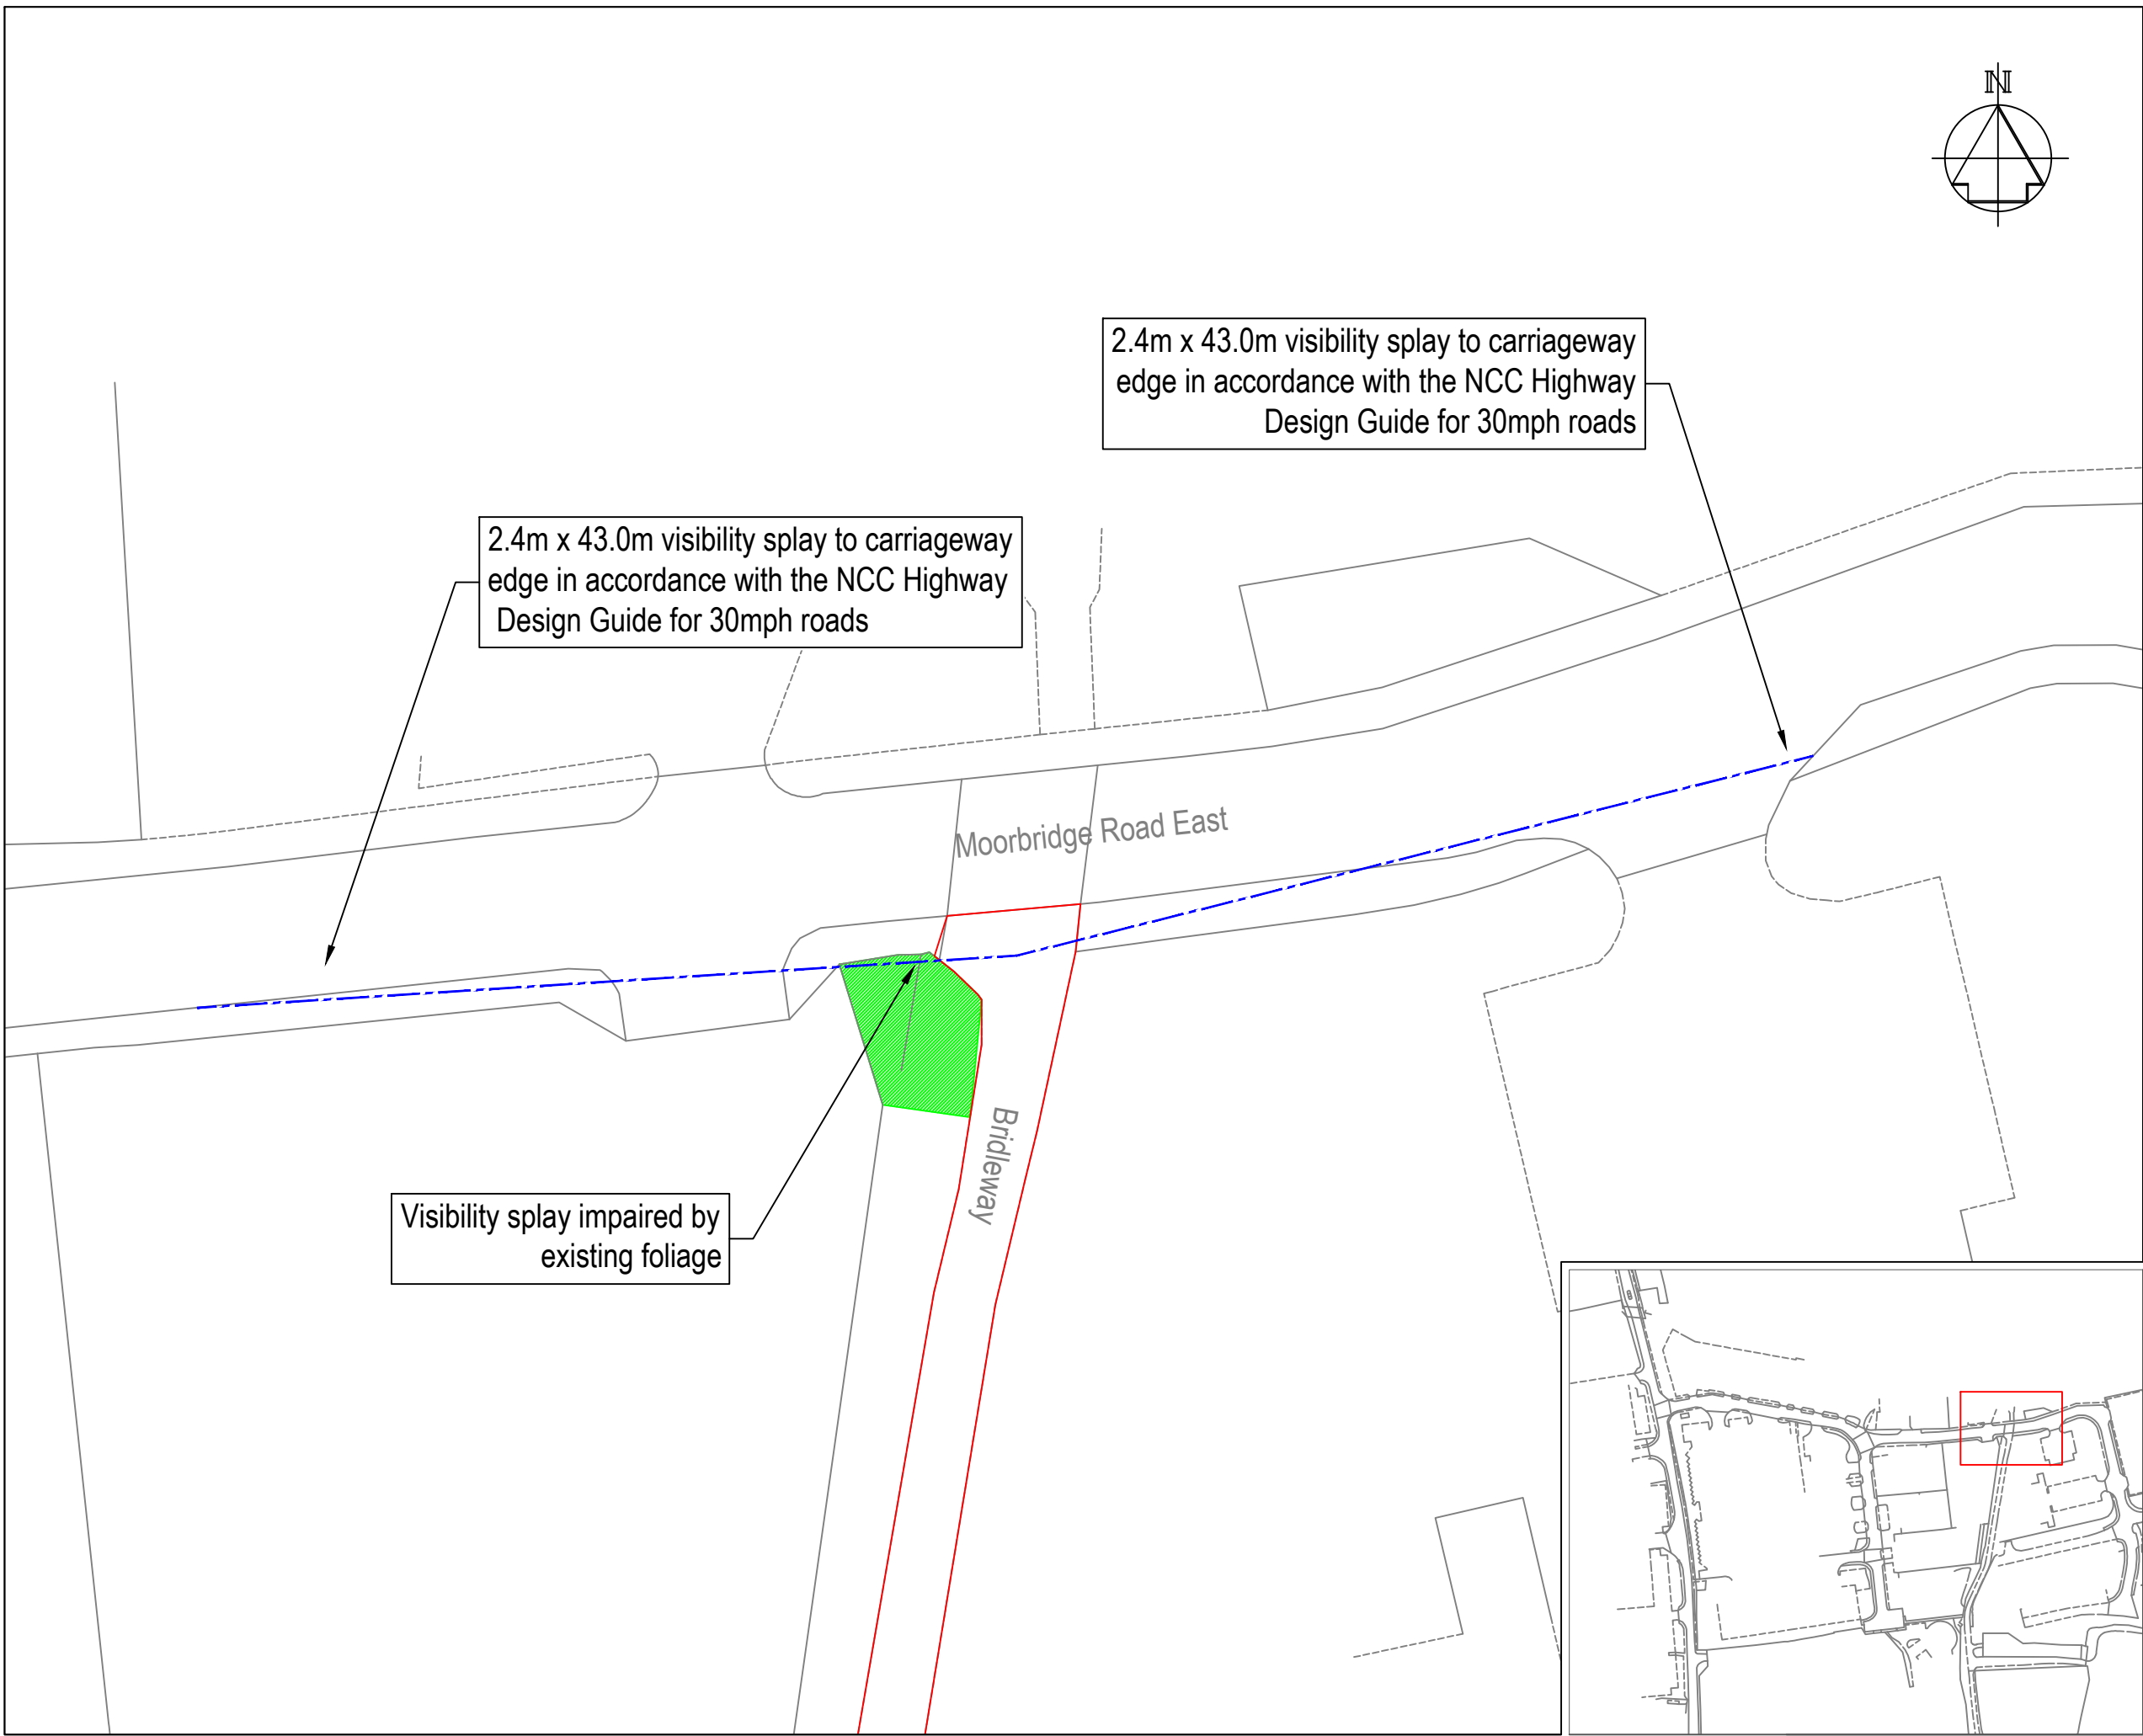 N
2.4m x 43.0m visibility splay to carriageway
edge in accordance with the NCC Highway
Design Guide for 30mph roads
2.4m x 43.0m visibility splay to carriageway
edge in accordance with the NCC Highway
Design Guide for 30mph roads
Moorbridge Road East
Bridleway
Visibility splay impaired by
existing foliage